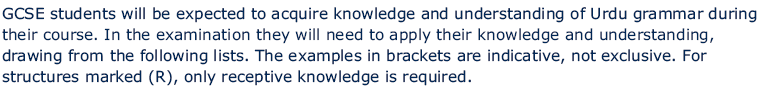 GCSE students will be expected to acquire knowledge and understanding of Urdu grammar during
their course. In the examination they will need to apply their knowledge and understanding,
drawing from the following lists. The examples in brackets are indicative, not exclusive. For
structures marked (R), only receptive knowledge is required.